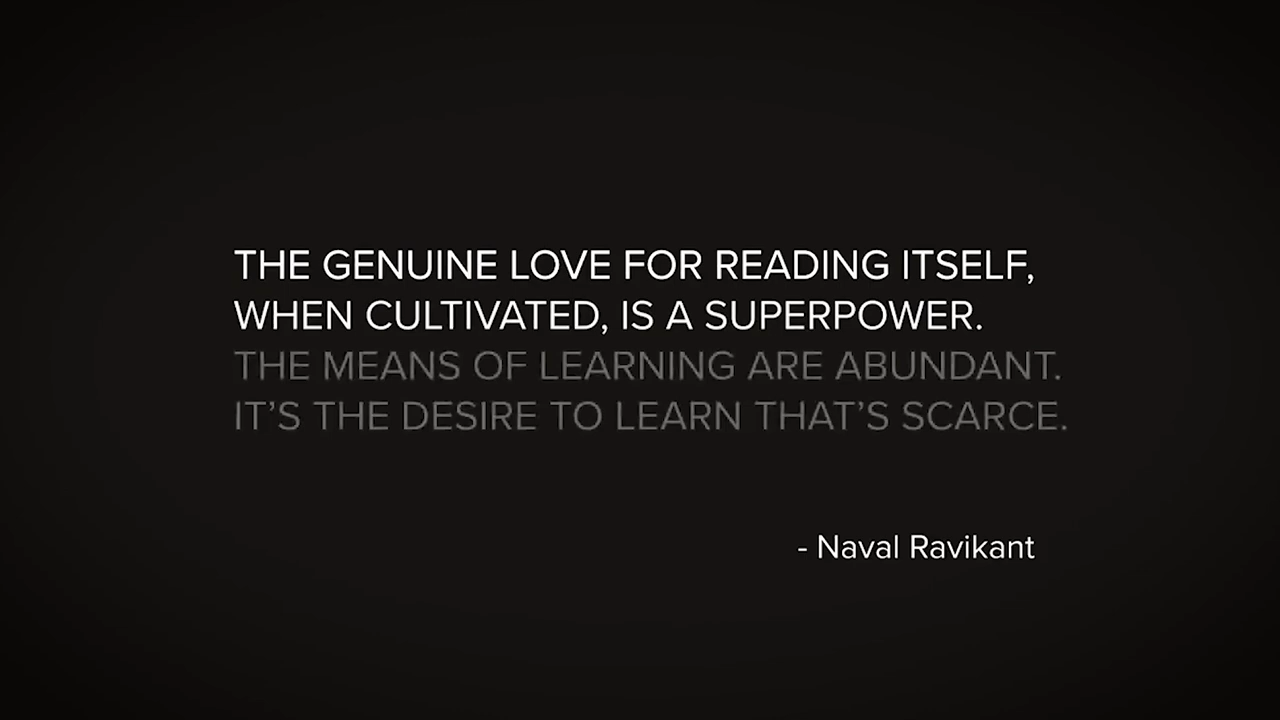 THE GENUINE LOVE FOR READING ITSELF,
WHEN CULTIVATED, IS A SUPERPOWER.
THE MEANS OF LEARNING ARE ABUNDANT.
IT’S THE DESIRE TO LEARN THAT’S SCARCE.
- Naval Ravikant